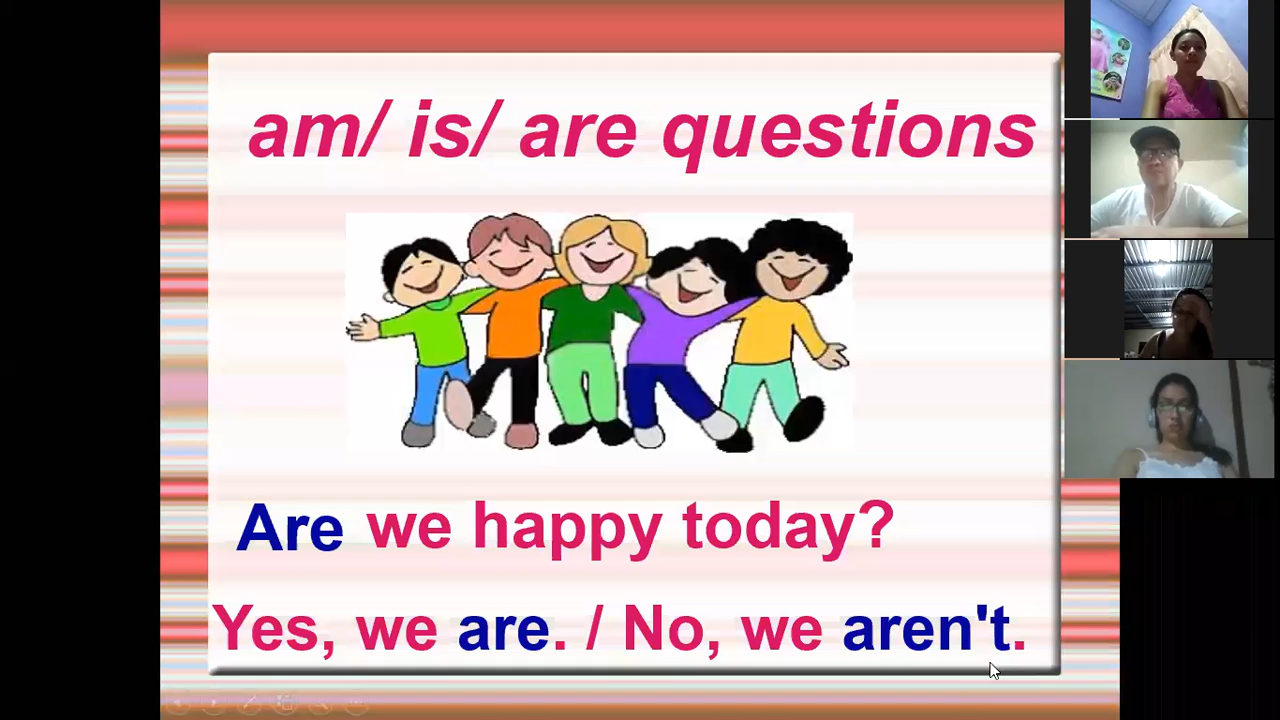 am/ is/ are questions
Are we happy today?
Yes, we are. / No, we aren't.